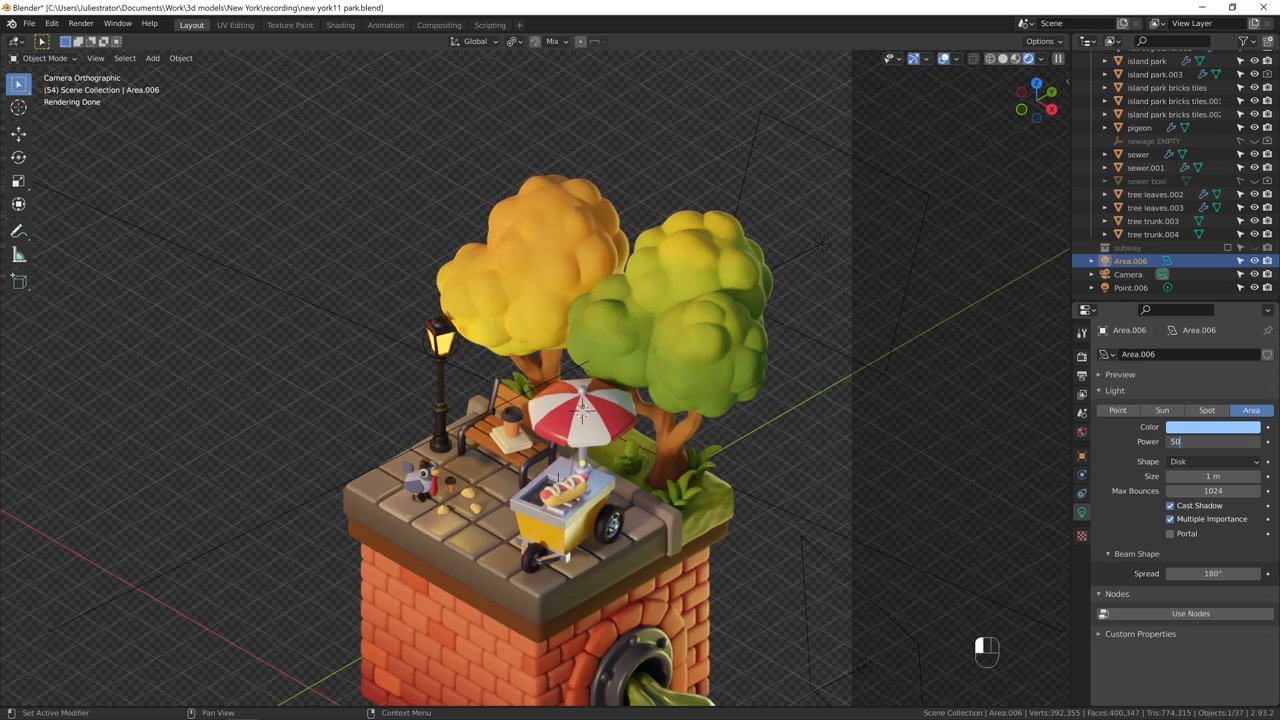 Blender* [C:\Users\Juliestrator\Documents\Work\3d models\New York\recording\new york11 park.blend]
File Edit Render Window Help Layout UV Editing Texture Paint Shading Animation Rendering Compositing Scripting Scene View Layer
Global Mix Options
Object Mode View Select Add Object
Camera Orthographic
(54) Scene Collection | Area.006
Rendering Done
Z
Y
X
island park
island park.003
island park bricks tiles
island park bricks tiles.001
island park bricks tiles.002
pigeon
sewage EMPTY
sewer
sewer.001
sewer bool
tree leaves.002
tree leaves.003
tree trunk.003
tree trunk.004
subway
Area.006
Camera
Point.006
Area.006 Area.006
Area.006
Preview
Light
Point Sun Spot Area
Color
Power 50
Shape Disk
Size 1 m
Max Bounces 1024
Cast Shadow
Multiple Importance
Portal
Beam Shape
Spread 180°
Nodes
Use Nodes
Custom Properties
Set Active Modifier Pan View Context Menu Scene Collection | Area.006 | Verts:392,355 | Faces:400,347 | Tris:774,315 | Objects:1/37 | 2.93.2